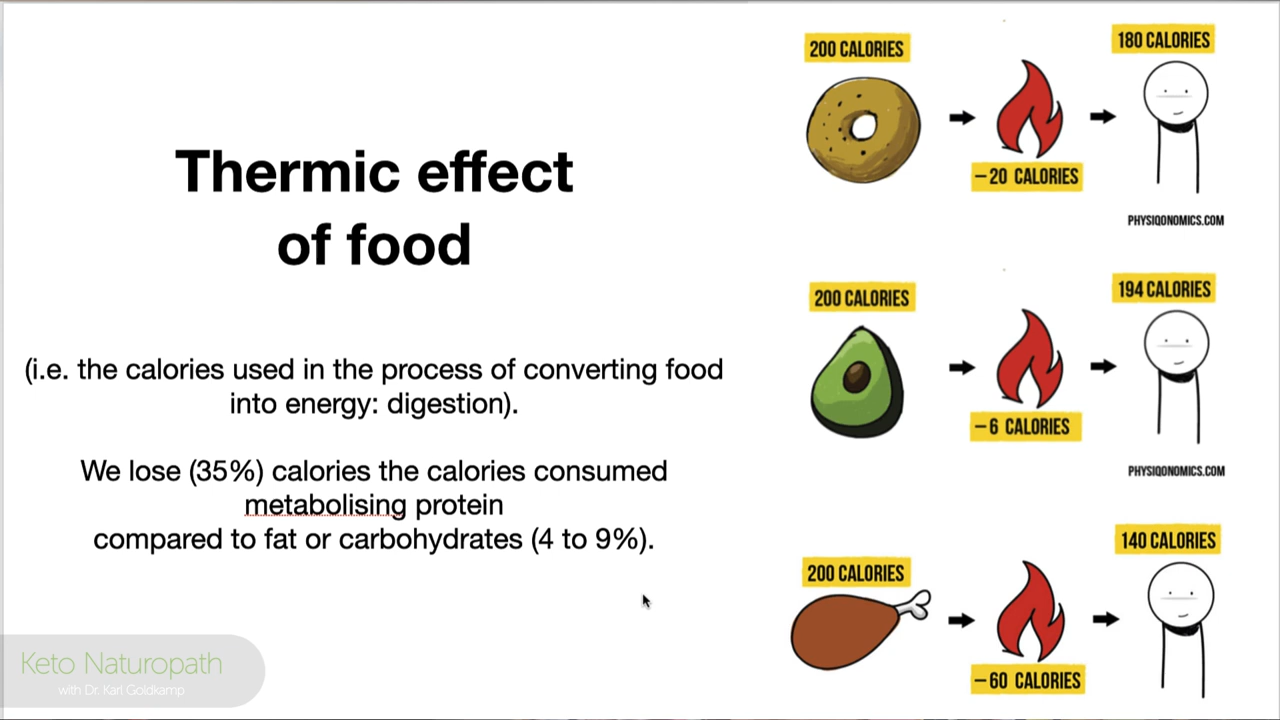 Thermic effect
of food
(i.e. the calories used in the process of converting food
into energy: digestion).
We lose (35%) calories the calories consumed
metabolising protein
compared to fat or carbohydrates (4 to 9%).
Keto Naturopath
with Dr. Karl Goldkamp
200 CALORIES
180 CALORIES
–20 CALORIES
PHYSIQONOMICS.COM
200 CALORIES
194 CALORIES
–6 CALORIES
PHYSIQONOMICS.COM
200 CALORIES
140 CALORIES
–60 CALORIES